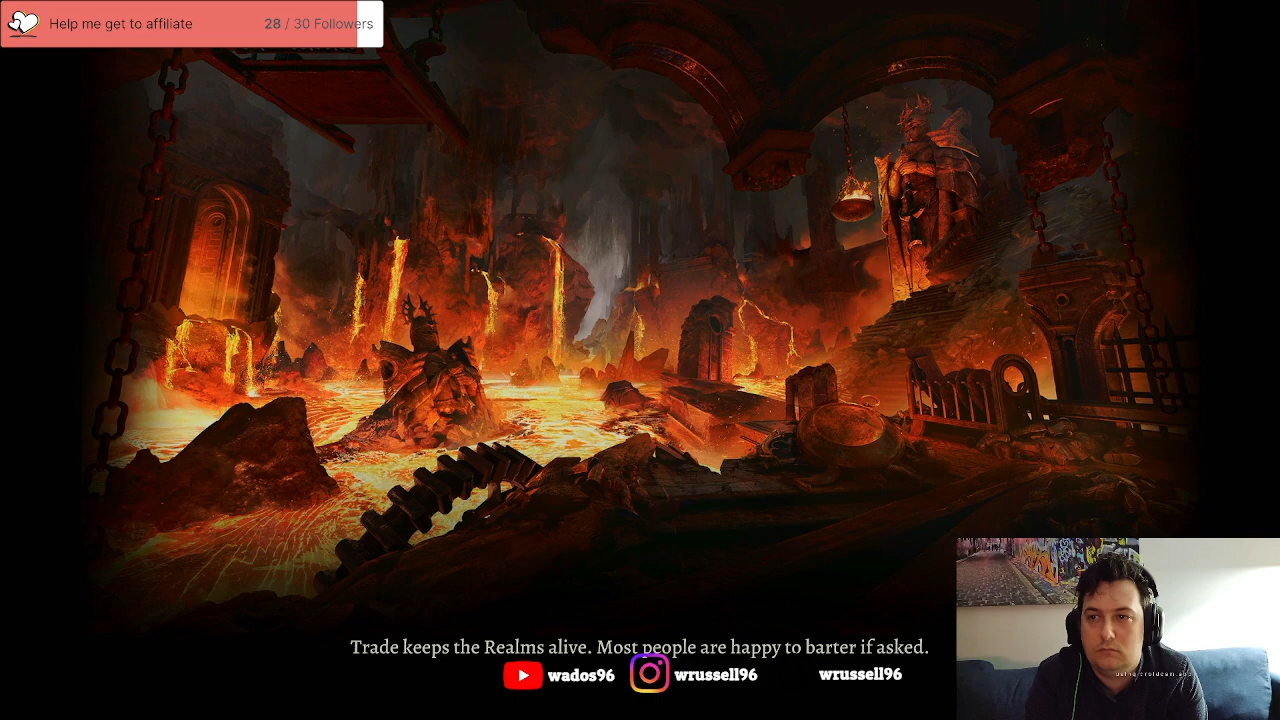 Help me get to affiliate 28 / 30 Followers
Trade keeps the Realms alive. Most people are happy to barter if asked.
wados96 wrussell96 wrussell96